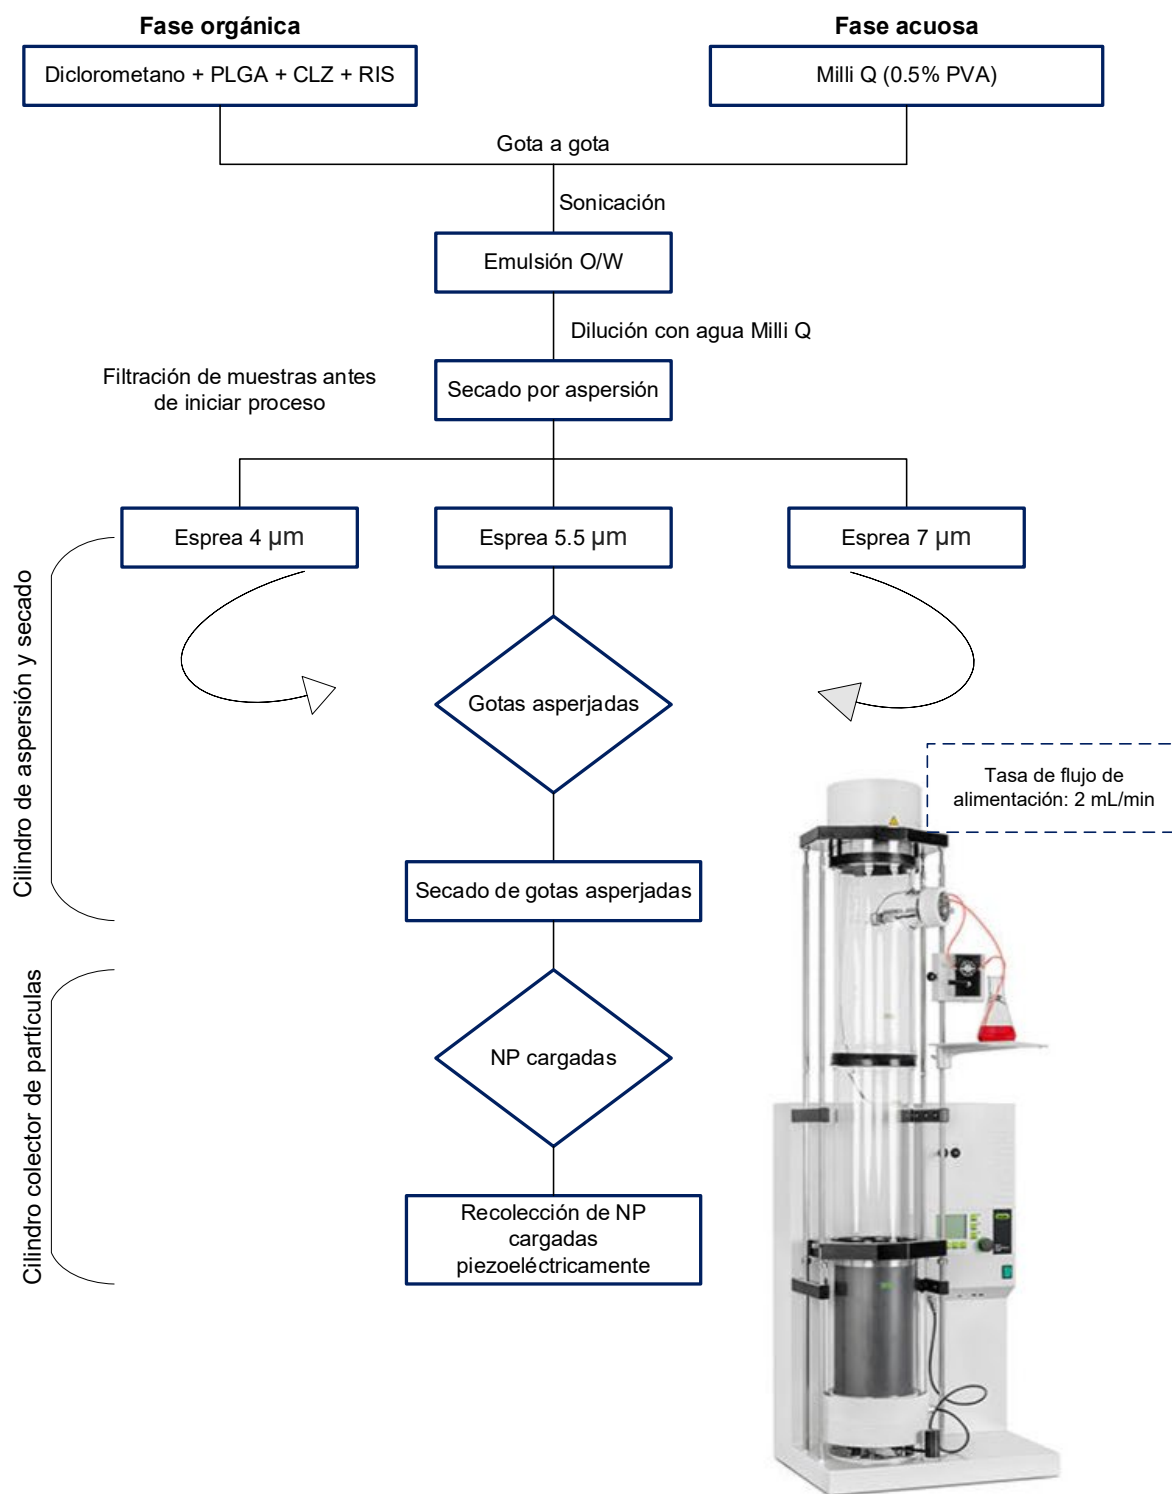 Fase orgánica
Fase acuosa
Diclorometano + PLGA + CLZ + RIS
Milli Q (0.5% PVA)
Gota a gota
Sonicación
Emulsión O/W
Dilución con agua Milli Q
Filtración de muestras antes
de iniciar proceso
Secado por aspersión
Esprea 4 µm
Esprea 5.5 µm
Esprea 7 µm
Cilindro de aspersión y secado
Gotas asperjadas
Tasa de flujo de
alimentación: 2 mL/min
Secado de gotas asperjadas
Cilindro colector de partículas
NP cargadas
Recolección de NP
cargadas
piezoeléctricamente